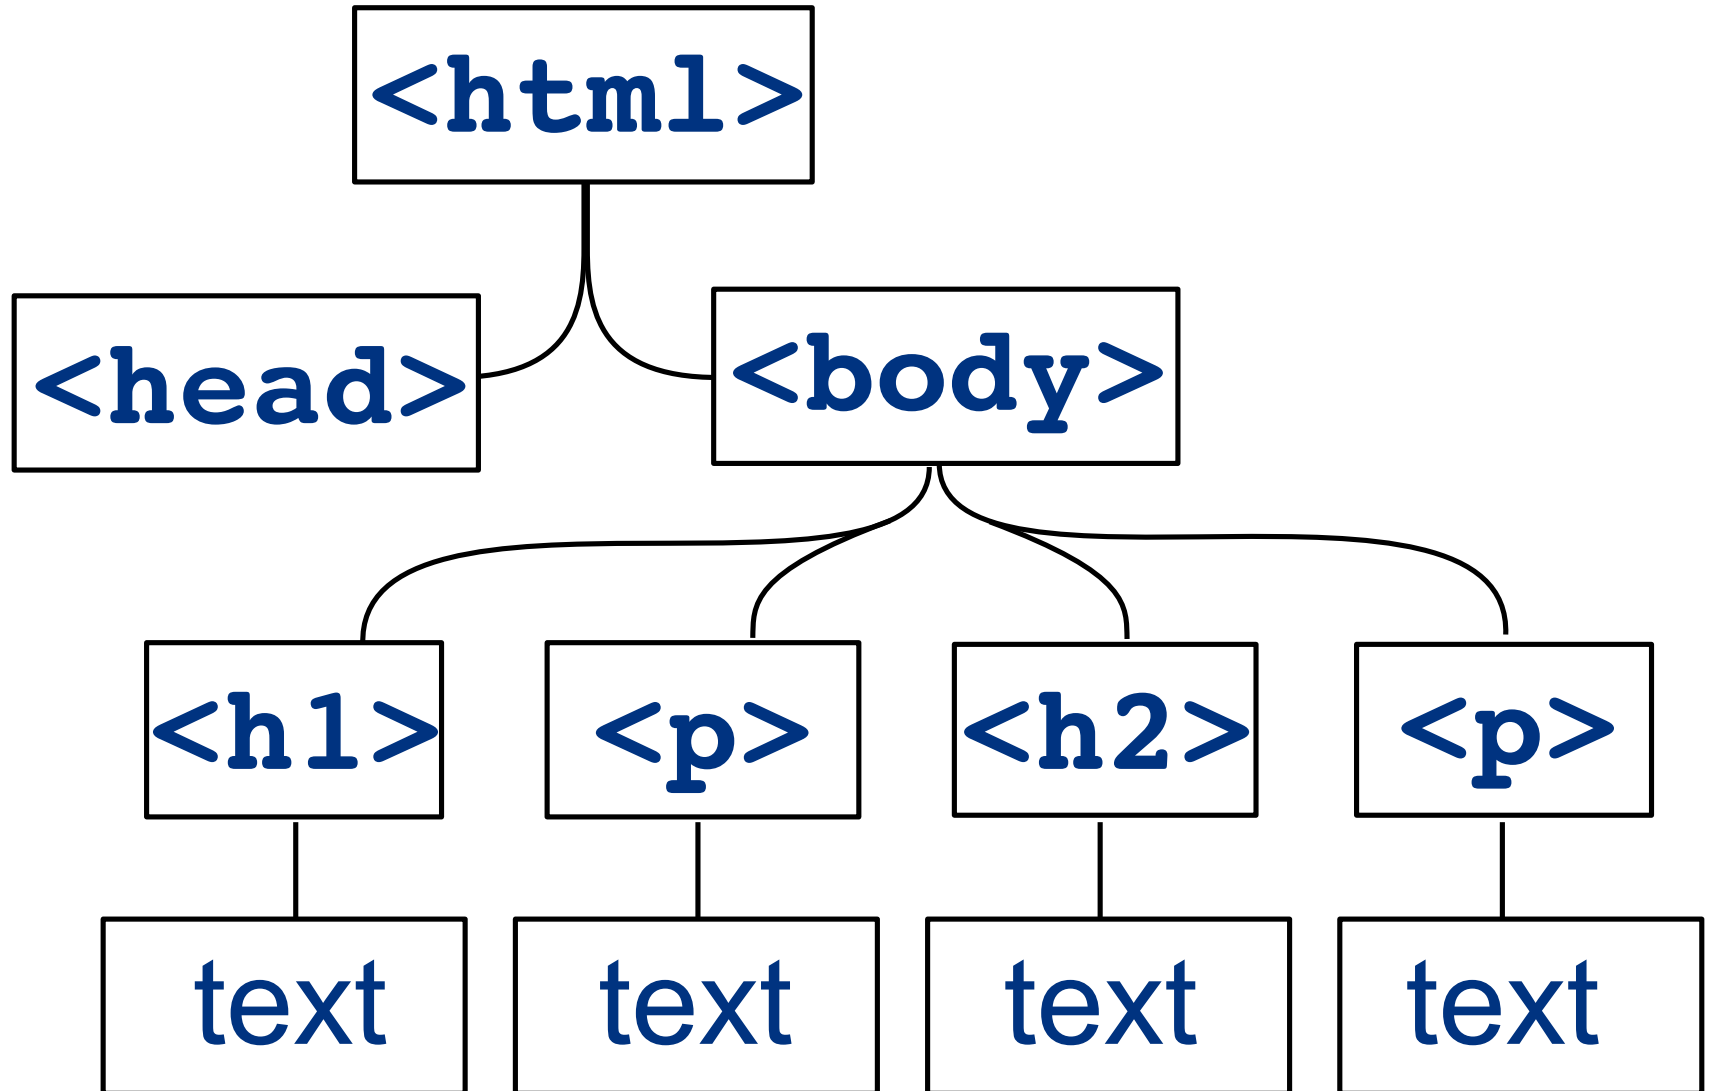 <html>
<head> <body>
<h1> <p> <h2> <p>
text text text text